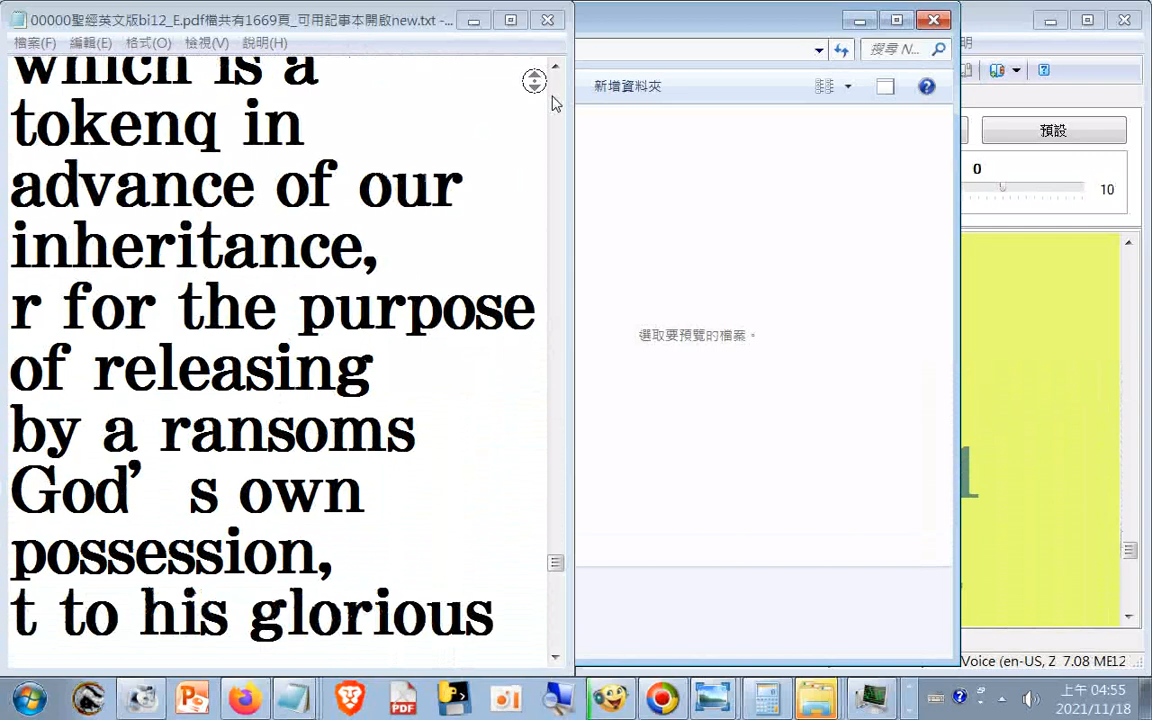 00000聖經英文版bi12_E.pdf檔共有1669頁_可用記事本開啟new.txt -...
檔案(F) 編輯(E) 格式(O) 檢視(V) 說明(H)
which is a
tokenq in
advance of our
inheritance,
r for the purpose
of releasing
by a ransoms
God’ s own
possession,
t to his glorious
搜尋 N...
新增資料夾
選取要預覽的檔案。
明
預設
0
10
Voice (en-US, Z 7.08 ME12
上午 04:55
2021/11/18